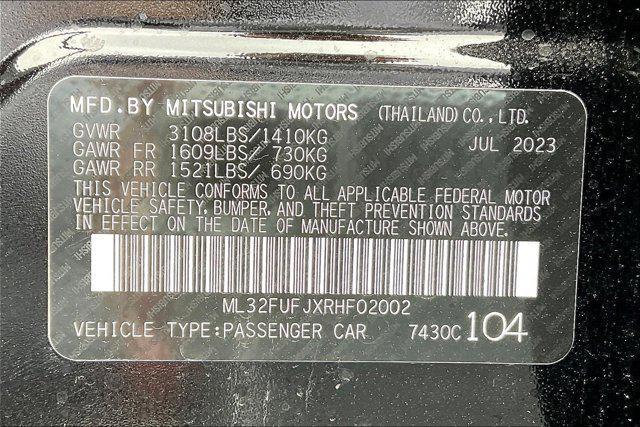 MFD.BY MITSUBISHI MOTORS (THAILAND)CO.,LTD.
GVWR 3108LBS/1410KG JUL 2023
GAWR FR 1609LBS/ 730KG
GAWR RR 1521LBS/ 690KG
THIS VEHICLE CONFORMS TO ALL APPLICABLE FEDERAL MOTOR
VEHICLE SAFETY, BUMPER, AND THEFT PREVENTION STANDARDS
IN EFFECT ON THE DATE OF MANUFACTURE SHOWN ABOVE.
ML32FUFJXRHF02002
VEHICLE TYPE:PASSENGER CAR 7430C 104